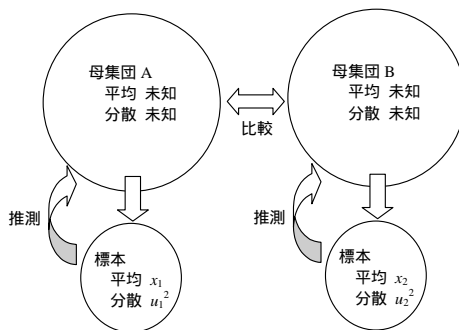 母集団 A
平均 未知
分散 未知
母集団 B
平均 未知
分散 未知
比較
推測
標本
平均 x₁
分散 u₁²
推測
標本
平均 x₂
分散 u₂²